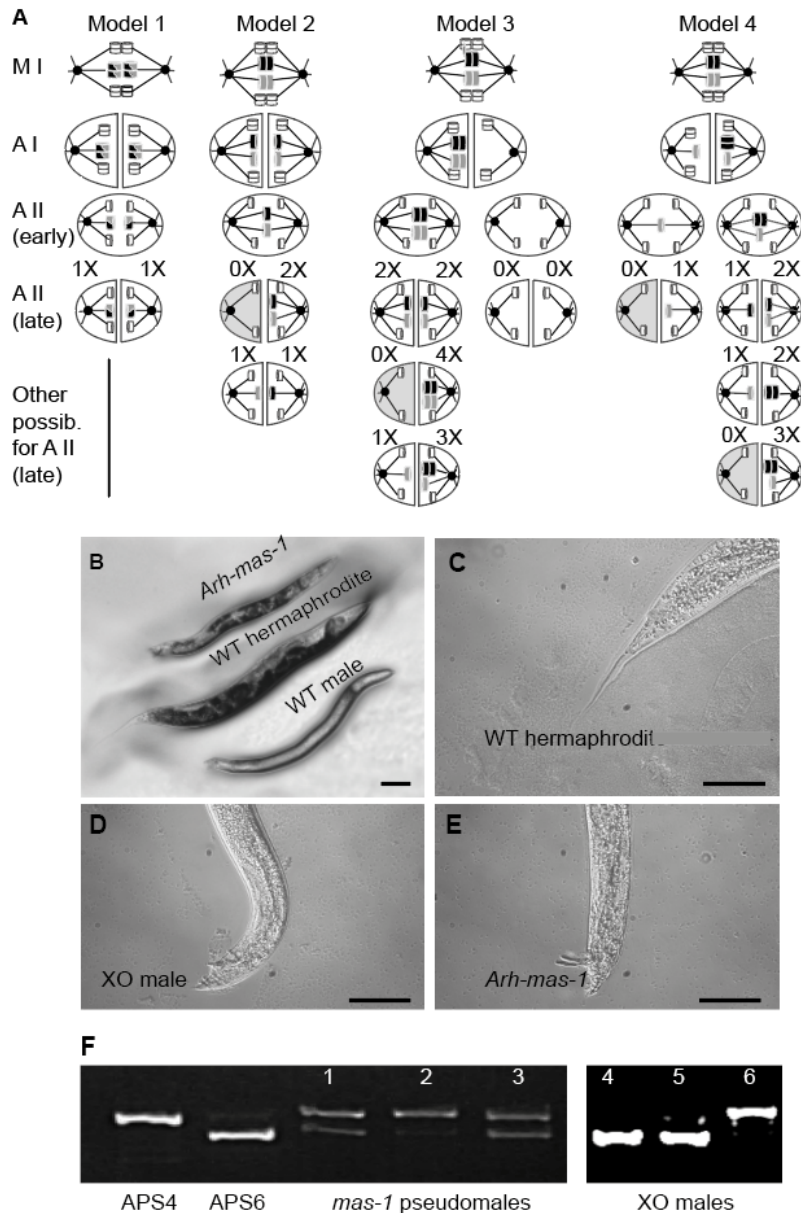 A
Model 1 Model 2 Model 3 Model 4
M I
A I
A II
(early)
1X 1X 0X 2X 2X 2X 0X 0X 0X 1X 1X 2X
A II
(late)
1X 1X 0X 4X 1X 2X
Other
possib.
for A II
(late)
1X 3X 0X 3X
B
Arh-mas-1
WT hermaphrodite
WT male
C
WT hermaphrodit
D
XO male
E
Arh-mas-1
F
1 2 3 4 5 6
APS4 APS6 mas-1 pseudomales XO males